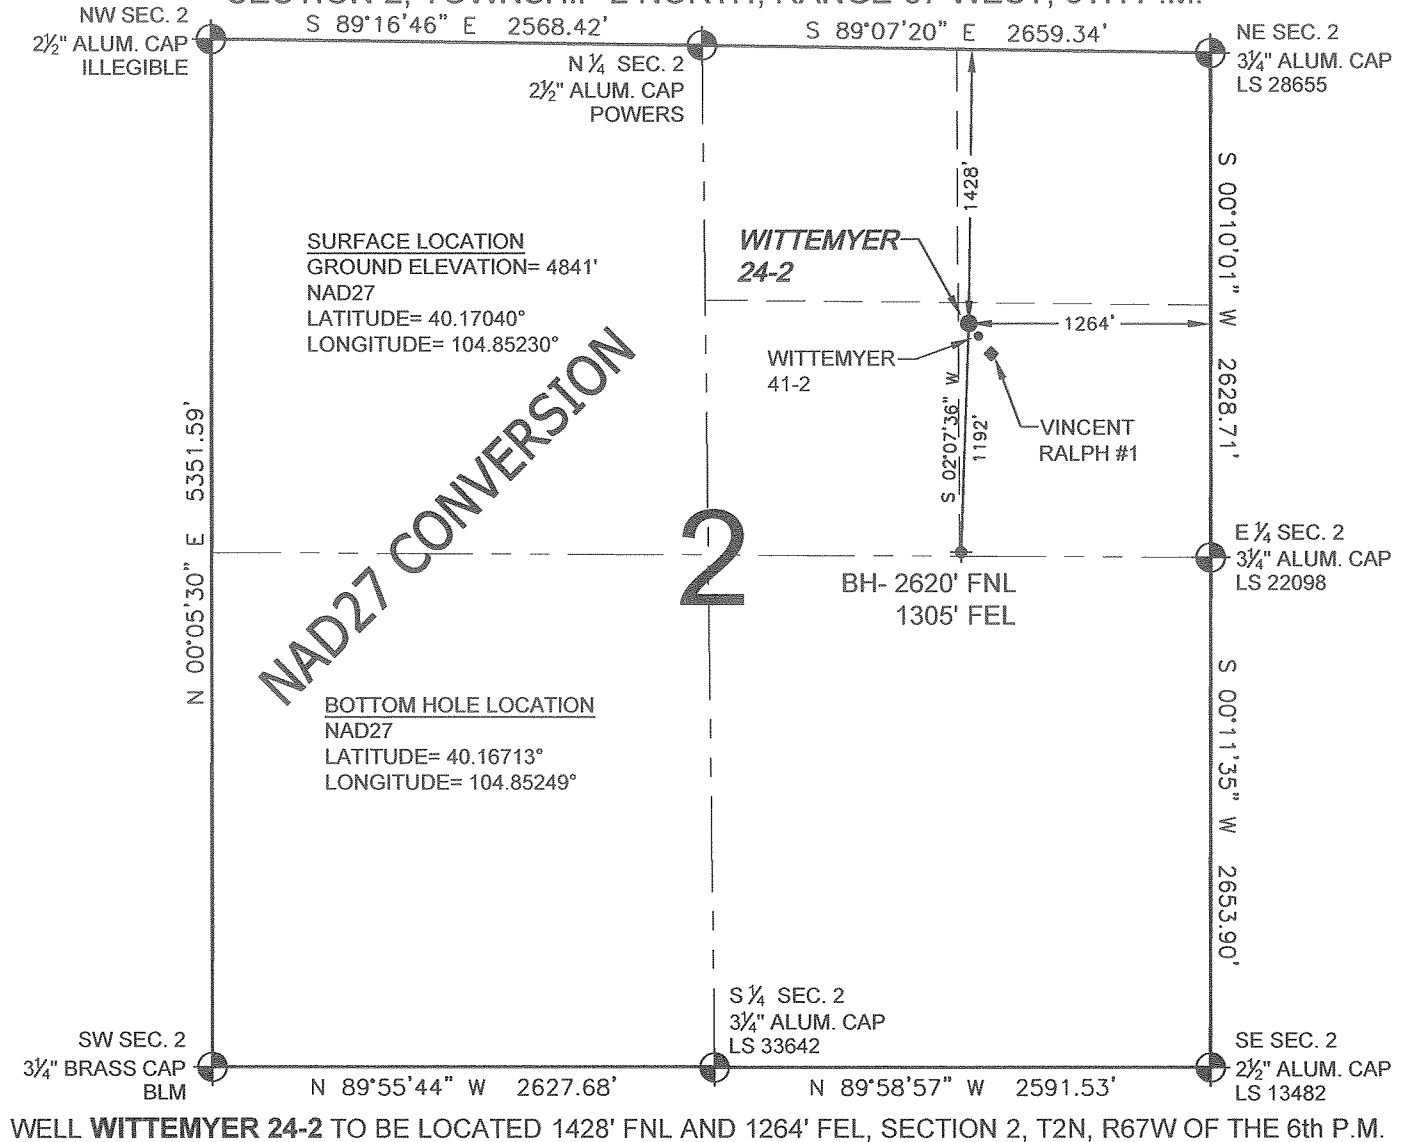 S 89°16'46" E 2568.42'
S 89°07'20" E 2659.34'
NW SEC. 2
2½" ALUM. CAP
ILLEGIBLE
N ¼ SEC. 2
2½" ALUM. CAP
POWERS
NE SEC. 2
3¼" ALUM. CAP
LS 28655
SURFACE LOCATION
GROUND ELEVATION= 4841'
NAD27
LATITUDE= 40.17040°
LONGITUDE= 104.85230°
WITTEMYER
24-2
1428'
1264'
S 00°10'01" W 2628.71'
WITTEMYER
41-2
VINCENT
RALPH #1
S 02°07'36" W
1192'
N 00°05'30" E 5351.59'
NAD27 CONVERSION
2
BH- 2620' FNL
1305' FEL
E ¼ SEC. 2
3¼" ALUM. CAP
LS 22098
BOTTOM HOLE LOCATION
NAD27
LATITUDE= 40.16713°
LONGITUDE= 104.85249°
S 00°11'35" W 2653.90'
SW SEC. 2
3¼" BRASS CAP
BLM
S ¼ SEC. 2
3¼" ALUM. CAP
LS 33642
SE SEC. 2
2½" ALUM. CAP
LS 13482
N 89°55'44" W 2627.68'
N 89°58'57" W 2591.53'
WELL WITTEMYER 24-2 TO BE LOCATED 1428' FNL AND 1264' FEL, SECTION 2, T2N, R67W OF THE 6th P.M.